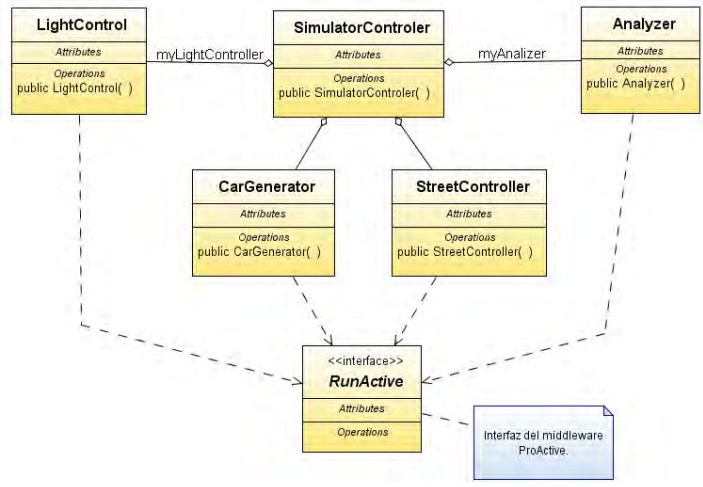 LightControl
Attributes
Operations
public LightControl( )
myLightController
SimulatorControler
Attributes
Operations
public SimulatorControler( )
myAnalizer
Analyzer
Attributes
Operations
public Analyzer( )
CarGenerator
Attributes
Operations
public CarGenerator( )
StreetController
Attributes
Operations
public StreetController( )
<<interface>>
RunActive
Attributes
Operations
Interfaz del middleware
ProActive.